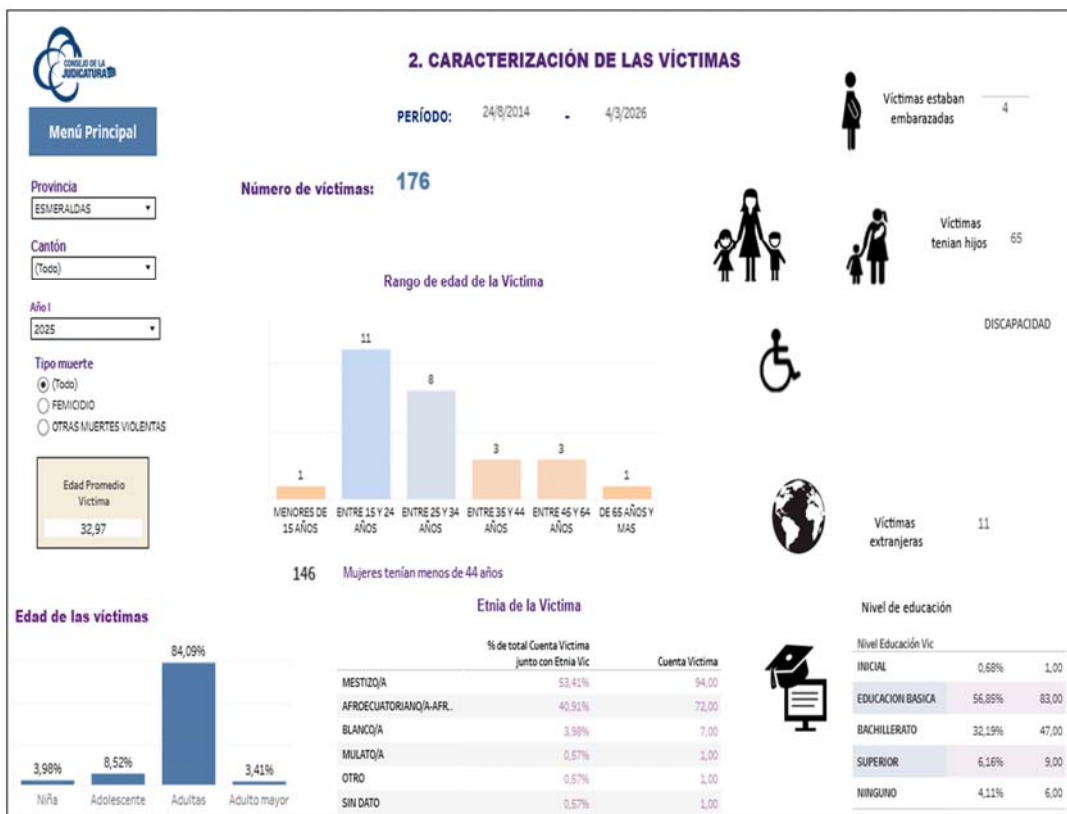 CONSEJO DE LA
JUDICATURA
Menú Principal
2. CARACTERIZACIÓN DE LAS VÍCTIMAS
PERÍODO: 24/8/2014 - 4/3/2026
Número de víctimas: 176
Víctimas estaban
embarazadas
4
Víctimas
tenian hijos
65
DISCAPACIDAD
Víctimas
extranjeras
11
Provincia
ESMERALDAS
Cantón
(Todo)
Año I
2025
Tipo muerte
(Todo)
FEMICIDIO
OTRAS MUERTES VIOLENTAS
Edad Promedio
Victima
32,97
Rango de edad de la Víctima
1 11 8 3 3 1
MENORES DE
15 AÑOS
ENTRE 15 Y 24
AÑOS
ENTRE 25 Y 34
AÑOS
ENTRE 35 Y 44
AÑOS
ENTRE 45 Y 64
AÑOS
DE 65 AÑOS Y
MAS
146 Mujeres tenían menos de 44 años
Edad de las víctimas
3,98% 8,52% 84,09% 3,41%
Niña Adolescente Adultas Adulto mayor
Etnia de la Víctima
% de total Cuenta Victima
junto con Etnia Vic
Cuenta Victima
MESTIZO/A 53,41% 94,00
AFROECUATORIANO/A-AFR.. 40,91% 72,00
BLANCO/A 3,98% 7,00
MULATO/A 0,57% 1,00
OTRO 0,57% 1,00
SIN DATO 0,57% 1,00
Nivel de educación
Nivel Educación Vic
INICIAL 0,68% 1,00
EDUCACION BASICA 56,85% 83,00
BACHILLERATO 32,19% 47,00
SUPERIOR 6,16% 9,00
NINGUNO 4,11% 6,00